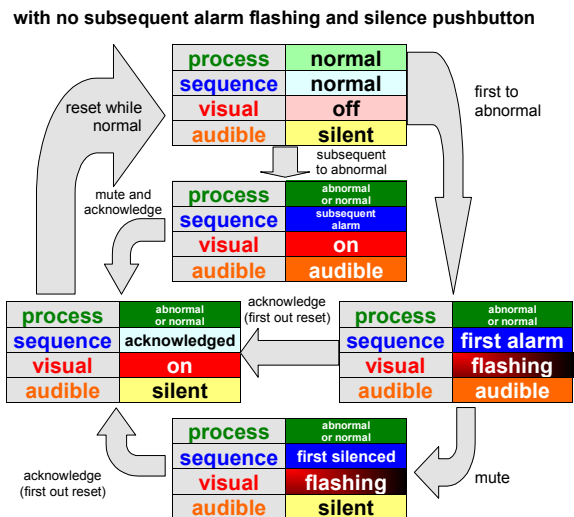 with no subsequent alarm flashing and silence pushbutton
process normal
sequence normal
visual off
audible silent
reset while
normal
first to
abnormal
subsequent
to abnormal
mute and
acknowledge
process abnormal
or normal
sequence subsequent
alarm
visual on
audible audible
process abnormal
or normal
sequence acknowledged
visual on
audible silent
acknowledge
(first out reset)
process abnormal
or normal
sequence first alarm
visual flashing
audible audible
process abnormal
or normal
sequence first silenced
visual flashing
audible silent
acknowledge
(first out reset)
mute